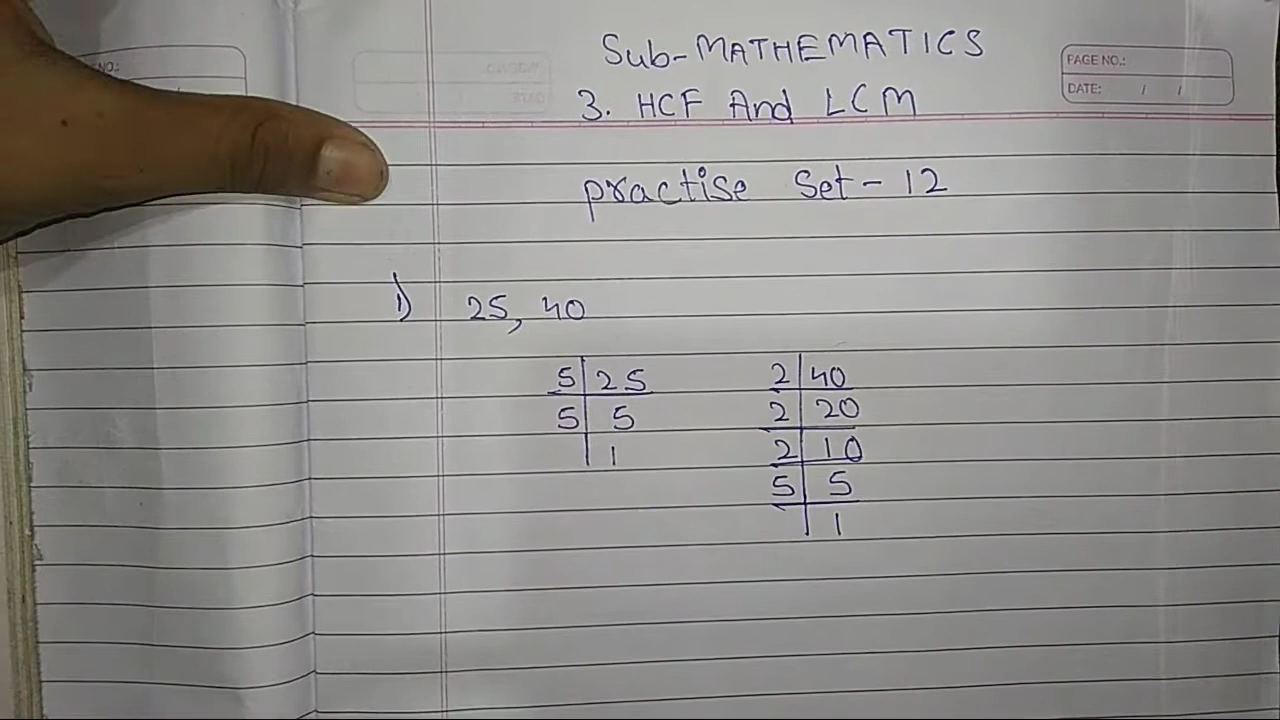 Sub-MATHEMATICS
NO.:
PAGE NO.:
DATE: / /
3. HCF And LCM
Practise Set-12
1) 25, 40
5 25
5 5
1
2 40
2 20
2 10
5 5
1